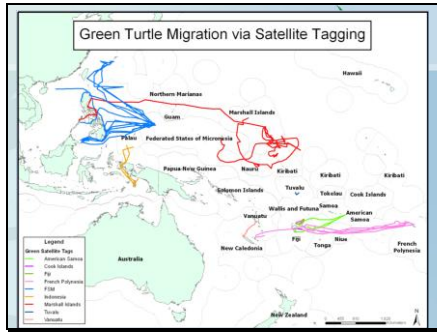 Green Turtle Migration via Satellite Tagging
Hawaii
Northern Marianas
Guam
Marshall Islands
Palau
Federated States of Micronesia
Papua New Guinea
Nauru
Kiribati
Kiribati
Kiribati
Solomon Islands
Tuvalu
Tokelau
Cook Islands
Wallis and Futuna
Samoa
American
Samoa
Vanuatu
Fiji
Tonga
Niue
French
Polynesia
New Caledonia
Australia
New Zealand
Legend
Green Satellite Tags
American Samoa
Cook Islands
Fiji
French Polynesia
FSM
Indonesia
Marshall Islands
Tuvalu
Vanuatu